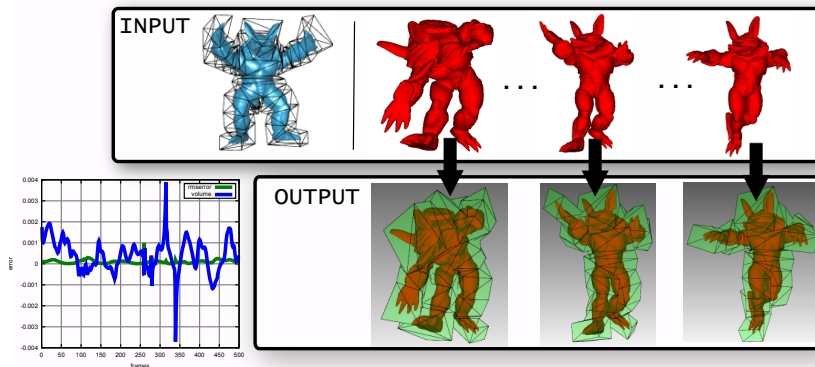 INPUT
... ...
OUTPUT
rmserror
volume
0.004
0.003
0.002
0.001
0
-0.001
-0.002
-0.003
-0.004
error
0 50 100 150 200 250 300 350 400 450 500
frames